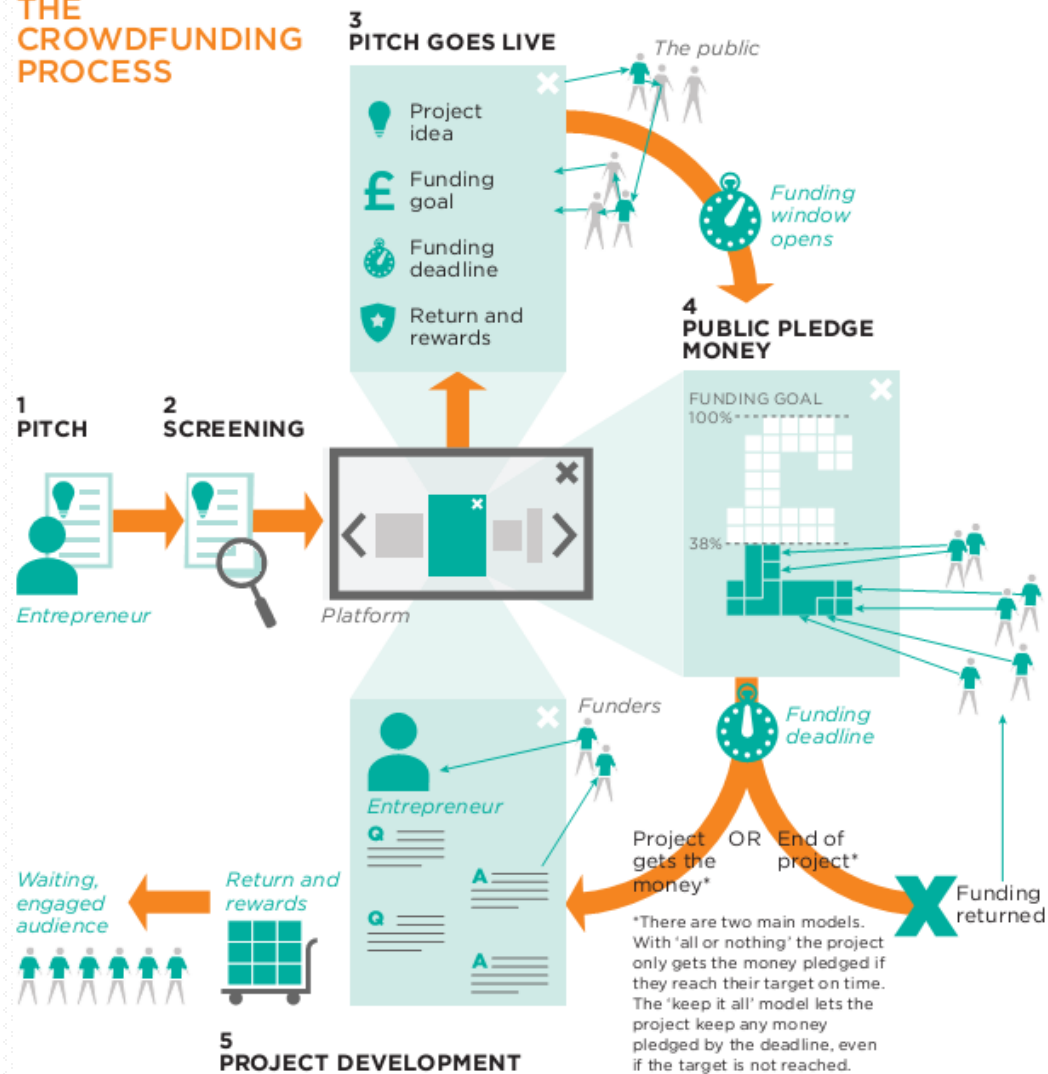 THE
CROWDFUNDING
PROCESS
1
PITCH
Entrepreneur
2
SCREENING
Platform
3
PITCH GOES LIVE
Project
idea
£
Funding
goal
Funding
deadline
Return and
rewards
The public
Funding
window
opens
4
PUBLIC PLEDGE
MONEY
FUNDING GOAL
100%
38%
Funding
deadline
Project
gets the
money*
OR
End of
project*
Funding
returned
*There are two main models.
With ‘all or nothing’ the project
only gets the money pledged if
they reach their target on time.
The ‘keep it all’ model lets the
project keep any money
pledged by the deadline, even
if the target is not reached.
Funders
Entrepreneur
Q
A
Q
A
Return and
rewards
Waiting,
engaged
audience
5
PROJECT DEVELOPMENT